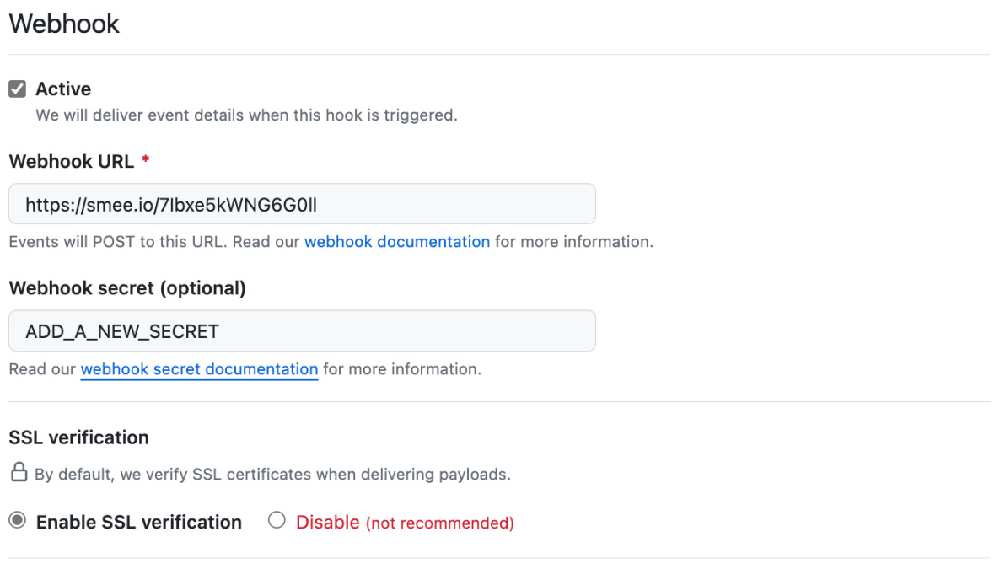 Webhook
Active
We will deliver event details when this hook is triggered.
Webhook URL *
https://smee.io/7lbxe5kWNG6G0ll
Events will POST to this URL. Read our webhook documentation for more information.
Webhook secret (optional)
ADD_A_NEW_SECRET
Read our webhook secret documentation for more information.
SSL verification
By default, we verify SSL certificates when delivering payloads.
Enable SSL verification Disable (not recommended)